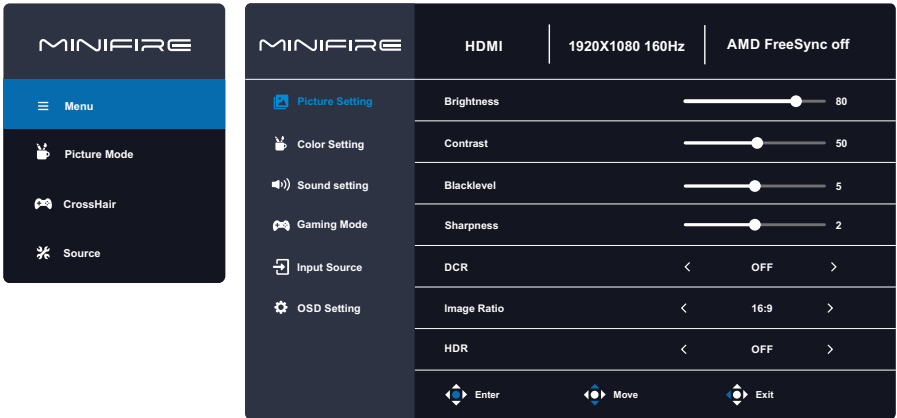 MINIFIRE
Menu
Picture Mode
CrossHair
Source
MINIFIRE
HDMI
1920X1080 160Hz
AMD FreeSync off
Picture Setting
Color Setting
Sound setting
Gaming Mode
Input Source
OSD Setting
Brightness 80
Contrast 50
Blacklevel 5
Sharpness 2
DCR OFF
Image Ratio 16:9
HDR OFF
Enter Move Exit